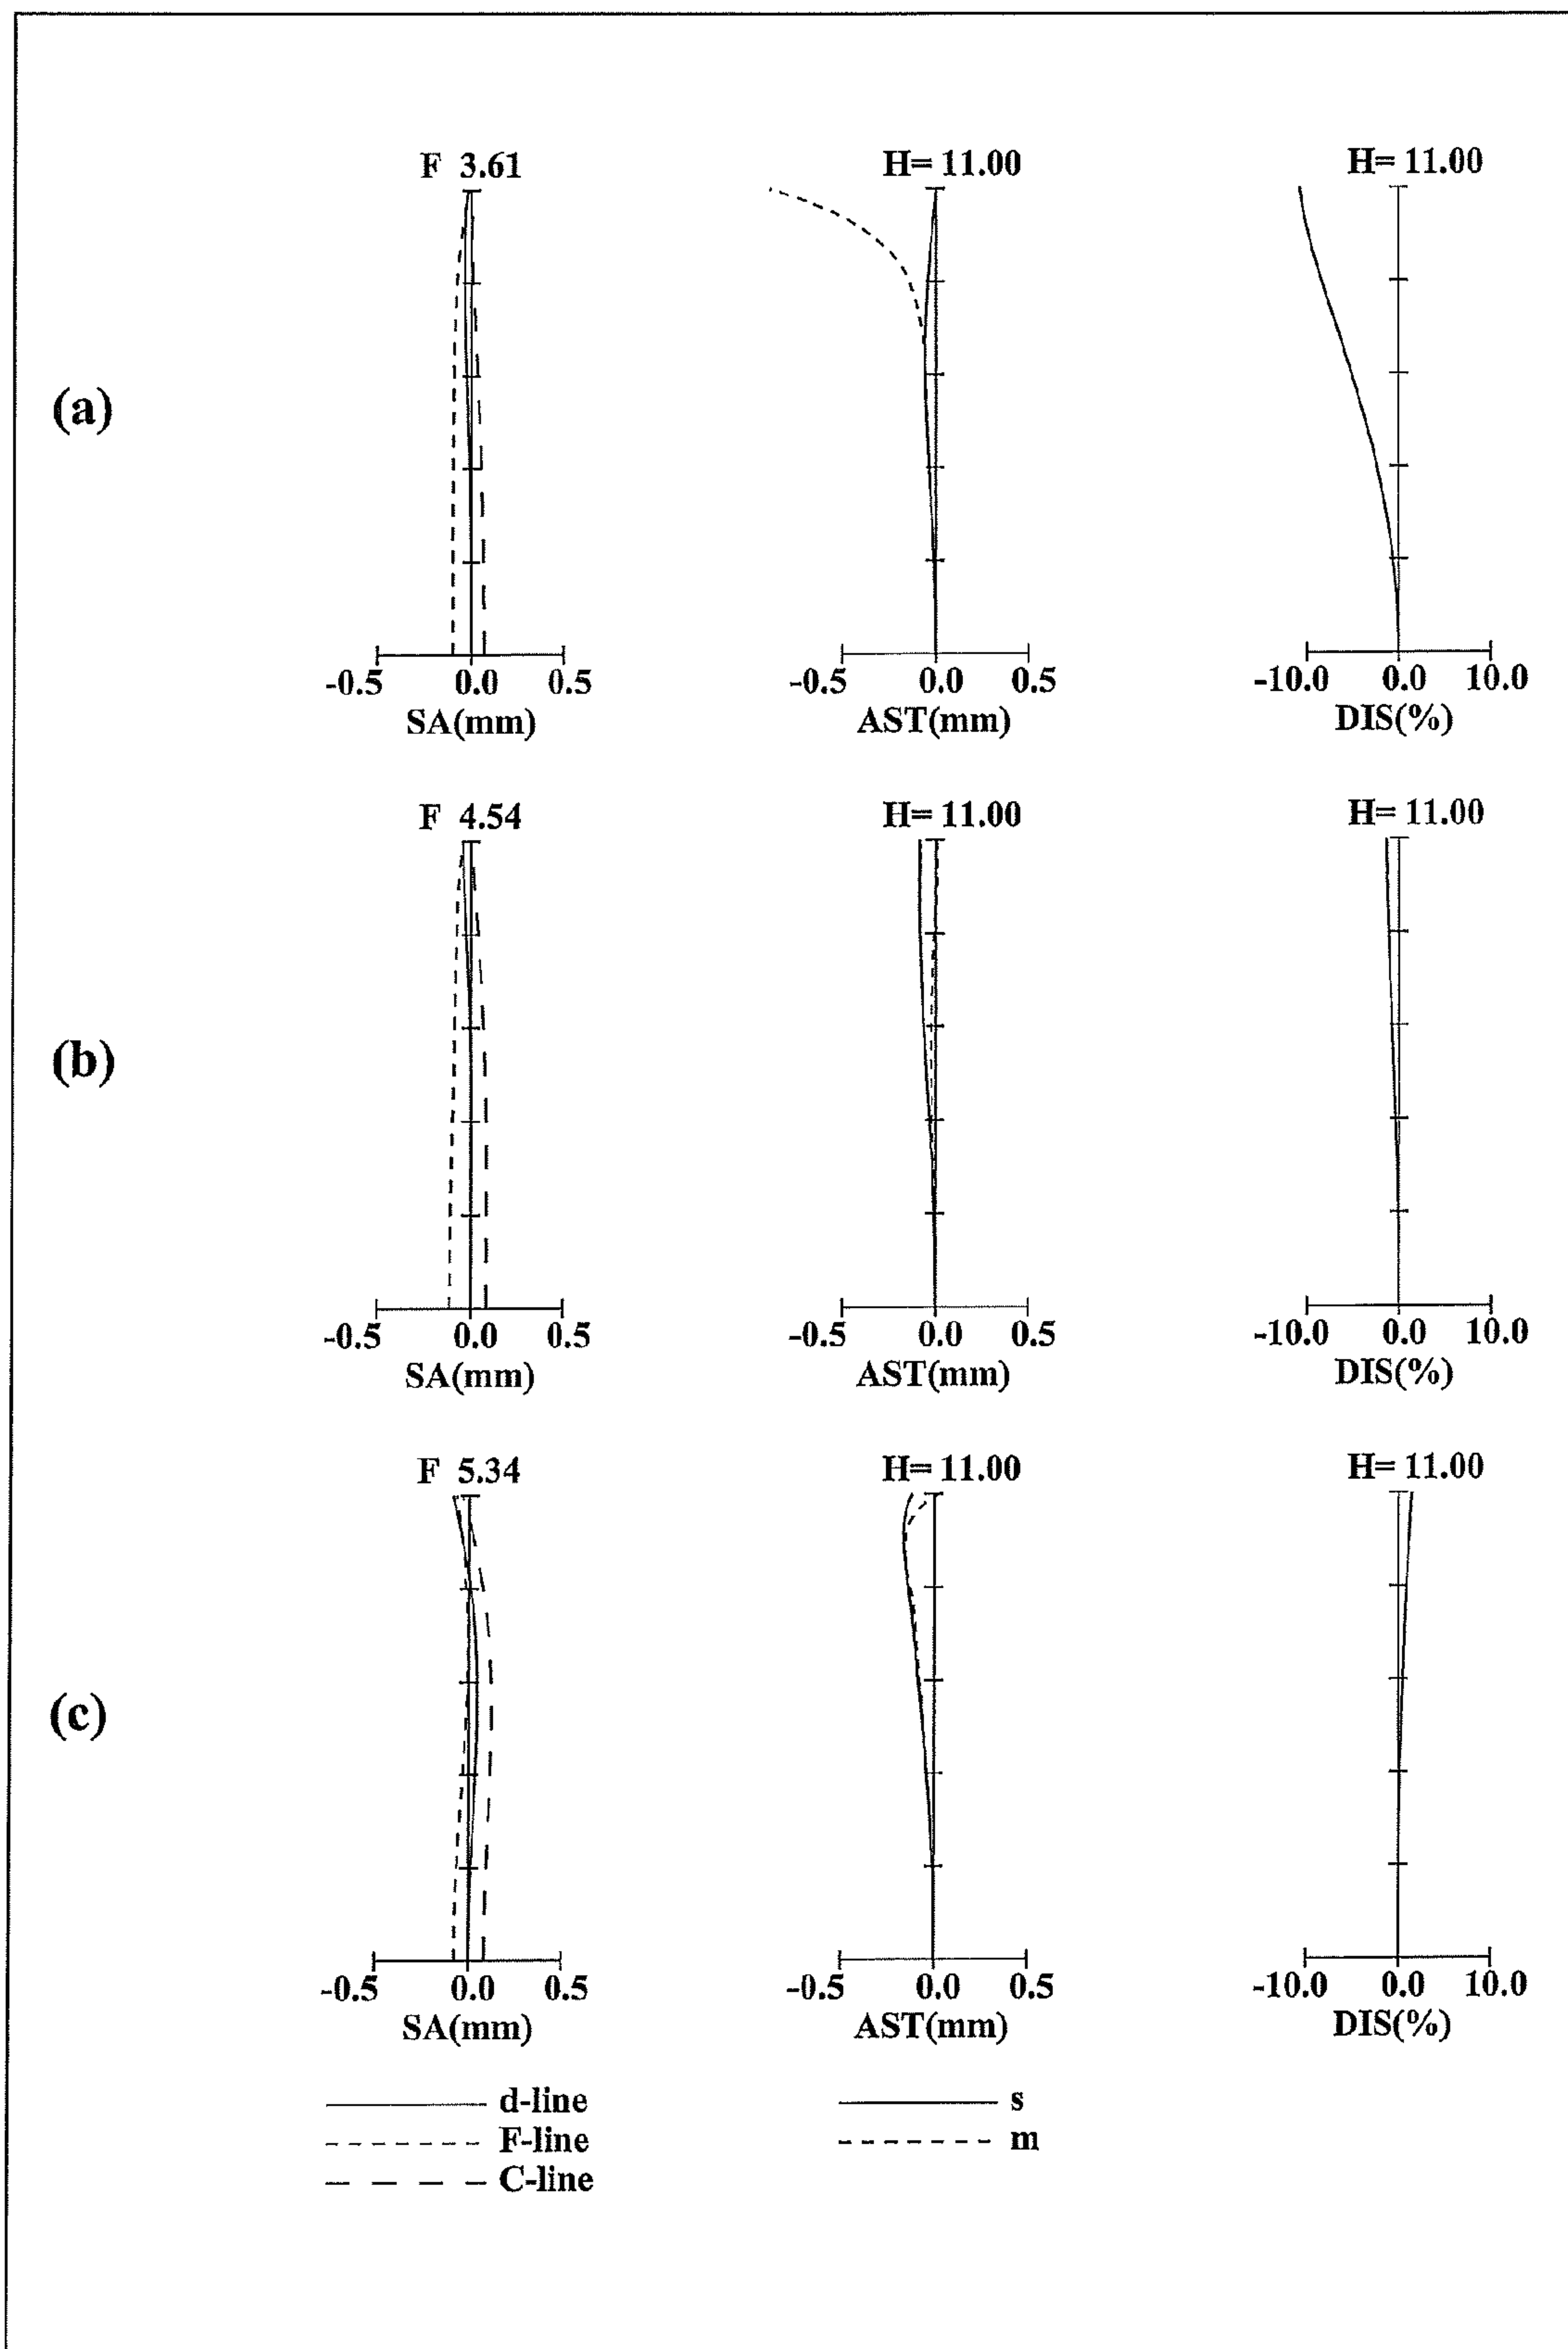 F 3.61 H= 11.00 H= 11.00
(a)
-0.5 0.0 0.5 -0.5 0.0 0.5 -10.0 0.0 10.0
SA(mm) AST(mm) DIS(%)
F 4.54 H= 11.00 H= 11.00
(b)
-0.5 0.0 0.5 -0.5 0.0 0.5 -10.0 0.0 10.0
SA(mm) AST(mm) DIS(%)
F 5.34 H= 11.00 H= 11.00
(c)
-0.5 0.0 0.5 -0.5 0.0 0.5 -10.0 0.0 10.0
SA(mm) AST(mm) DIS(%)
d-line s
F-line m
C-line